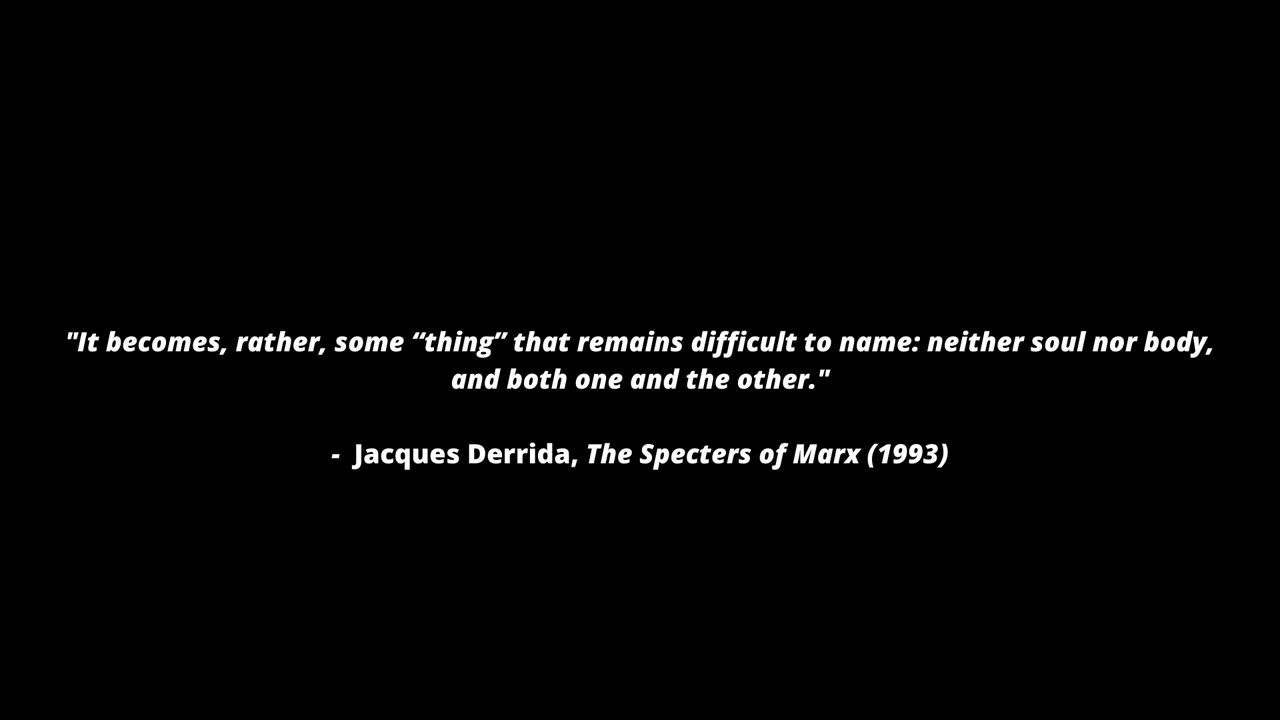 "It becomes, rather, some “thing” that remains difficult to name: neither soul nor body,
and both one and the other."
- Jacques Derrida, The Specters of Marx (1993)